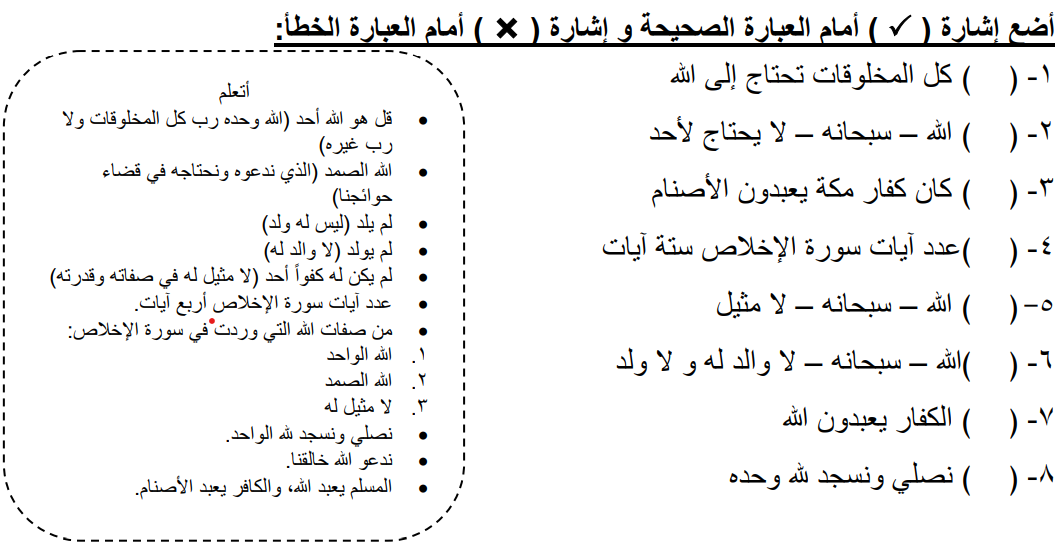 أضع إشارة ( ✓ ) أمام العبارة الصحيحة و إشارة ( ✗ ) أمام العبارة الخطأ:
١- (    ) كل المخلوقات تحتاج إلى الله
٢- (    ) الله – سبحانه – لا يحتاج لأحد
٣- (    ) كان كفار مكة يعبدون الأصنام
٤- (    )عدد آيات سورة الإخلاص ستة آيات
٥- (    ) الله – سبحانه – لا مثيل
٦- (    )الله – سبحانه – لا والد له و لا ولد
٧- (    ) الكفار يعبدون الله
٨- (    ) نصلي ونسجد لله وحده
أتعلم
• قل هو الله أحد (الله وحده رب كل المخلوقات ولا
رب غيره)
• الله الصمد (الذي ندعوه ونحتاجه في قضاء
حوائجنا)
• لم يلد (ليس له ولد)
• لم يولد (لا والد له)
• لم يكن له كفواً أحد (لا مثيل له في صفاته وقدرته)
• عدد آيات سورة الإخلاص أربع آيات.
• من صفات الله التي وردت في سورة الإخلاص:
١. الله الواحد
٢. الله الصمد
٣. لا مثيل له
• نصلي ونسجد لله الواحد.
• ندعو الله خالقنا.
• المسلم يعبد الله، والكافر يعبد الأصنام.